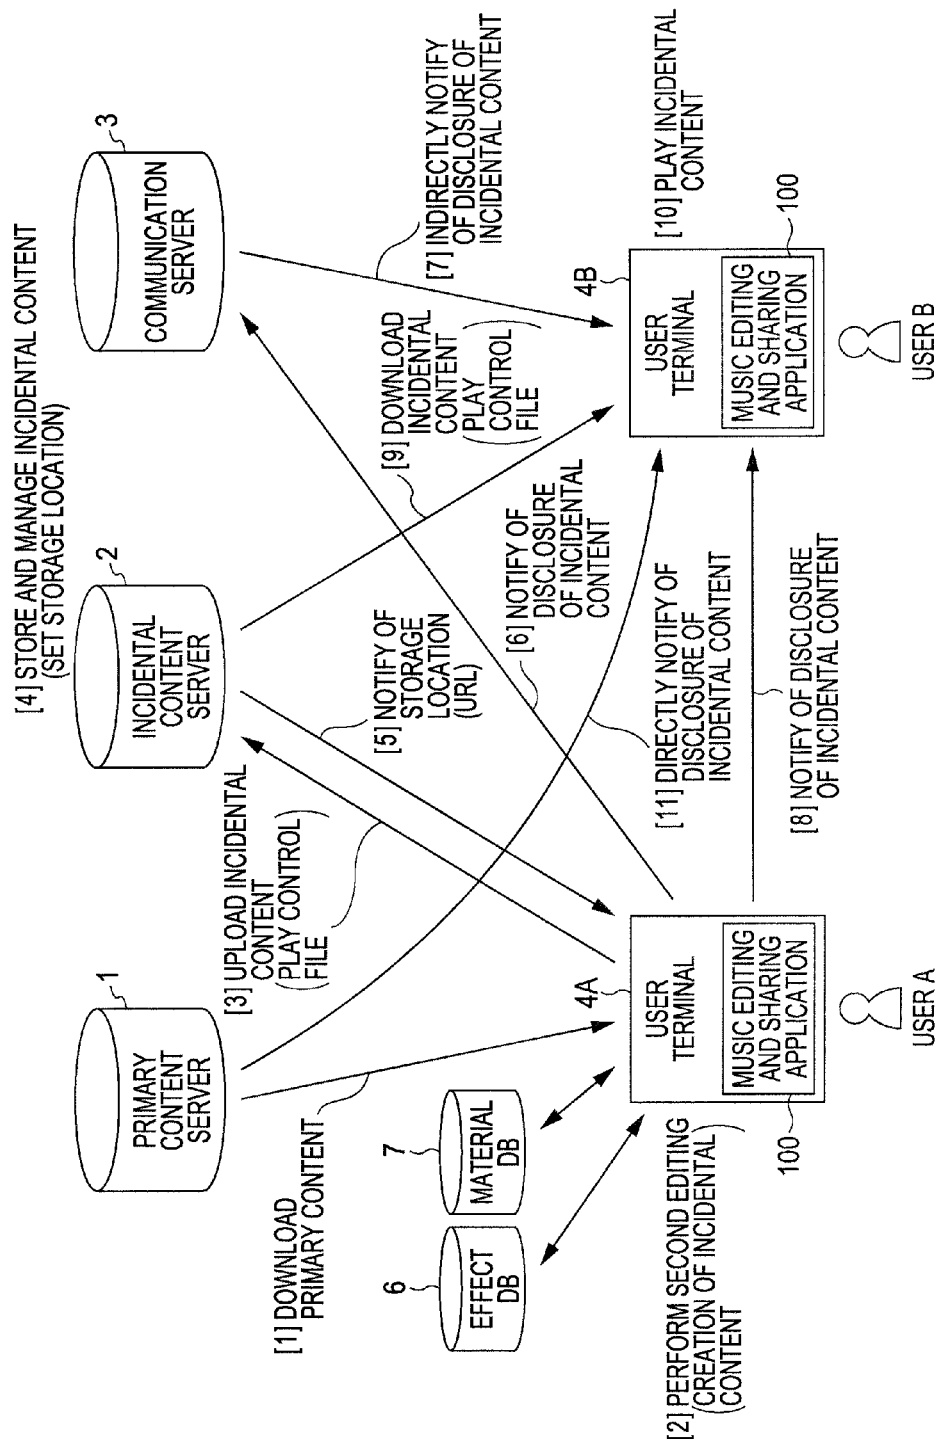 [4] STORE AND MANAGE INCIDENTAL CONTENT
(SET STORAGE LOCATION)
1
PRIMARY
CONTENT
SERVER
2
INCIDENTAL
CONTENT
SERVER
3
COMMUNICATION
SERVER
[1] DOWNLOAD
PRIMARY CONTENT
[3] UPLOAD INCIDENTAL
CONTENT
(PLAY CONTROL)
FILE
[5] NOTIFY OF
STORAGE
LOCATION
(URL)
[9] DOWNLOAD
INCIDENTAL
CONTENT
(PLAY
CONTROL
FILE)
[7] INDIRECTLY NOTIFY
OF DISCLOSURE OF
INCIDENTAL CONTENT
[6] NOTIFY OF
DISCLOSURE
OF INCIDENTAL
CONTENT
6
EFFECT
DB
7
MATERIAL
DB
[11] DIRECTLY NOTIFY OF
DISCLOSURE OF
INCIDENTAL CONTENT
4A
USER
TERMINAL
MUSIC EDITING
AND SHARING
APPLICATION
100
USER A
4B
USER
TERMINAL
MUSIC EDITING
AND SHARING
APPLICATION
100
USER B
[10] PLAY INCIDENTAL
CONTENT
[2] PERFORM SECOND EDITING
(CREATION OF INCIDENTAL)
CONTENT
[8] NOTIFY OF DISCLOSURE
OF INCIDENTAL CONTENT